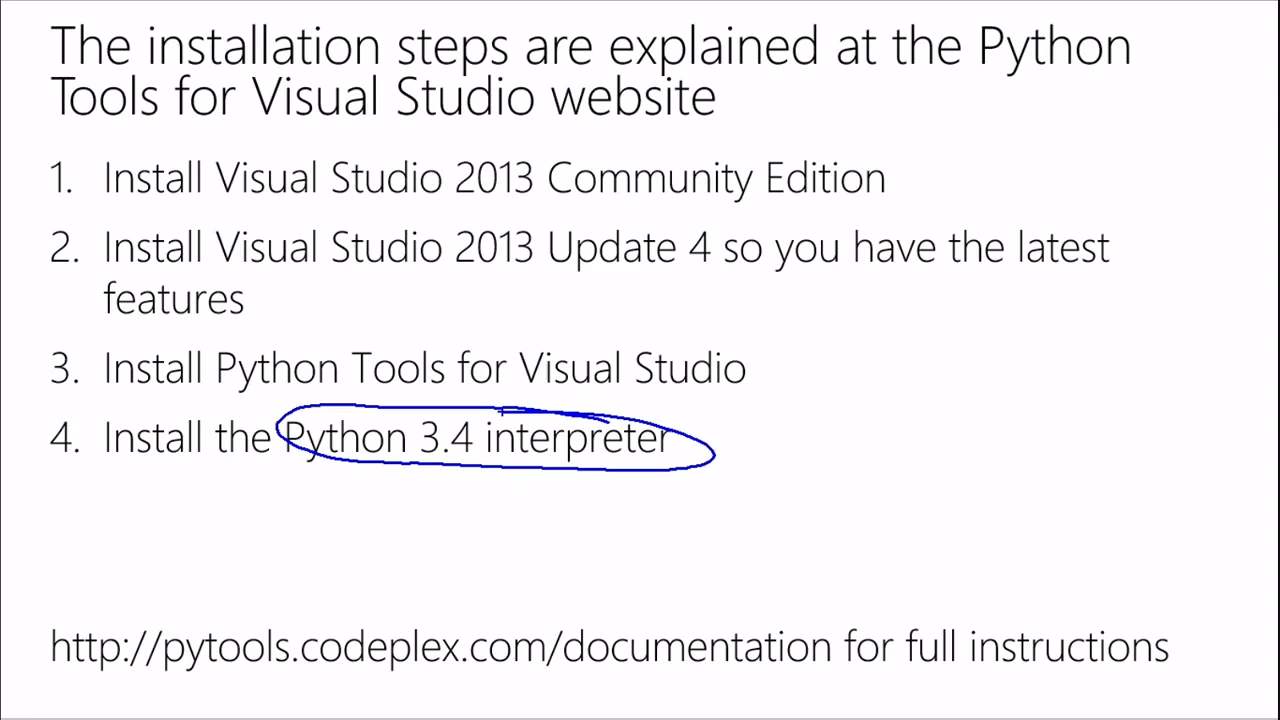 The installation steps are explained at the Python
Tools for Visual Studio website
1. Install Visual Studio 2013 Community Edition
2. Install Visual Studio 2013 Update 4 so you have the latest
features
3. Install Python Tools for Visual Studio
4. Install the Python 3.4 interpreter
http://pytools.codeplex.com/documentation for full instructions